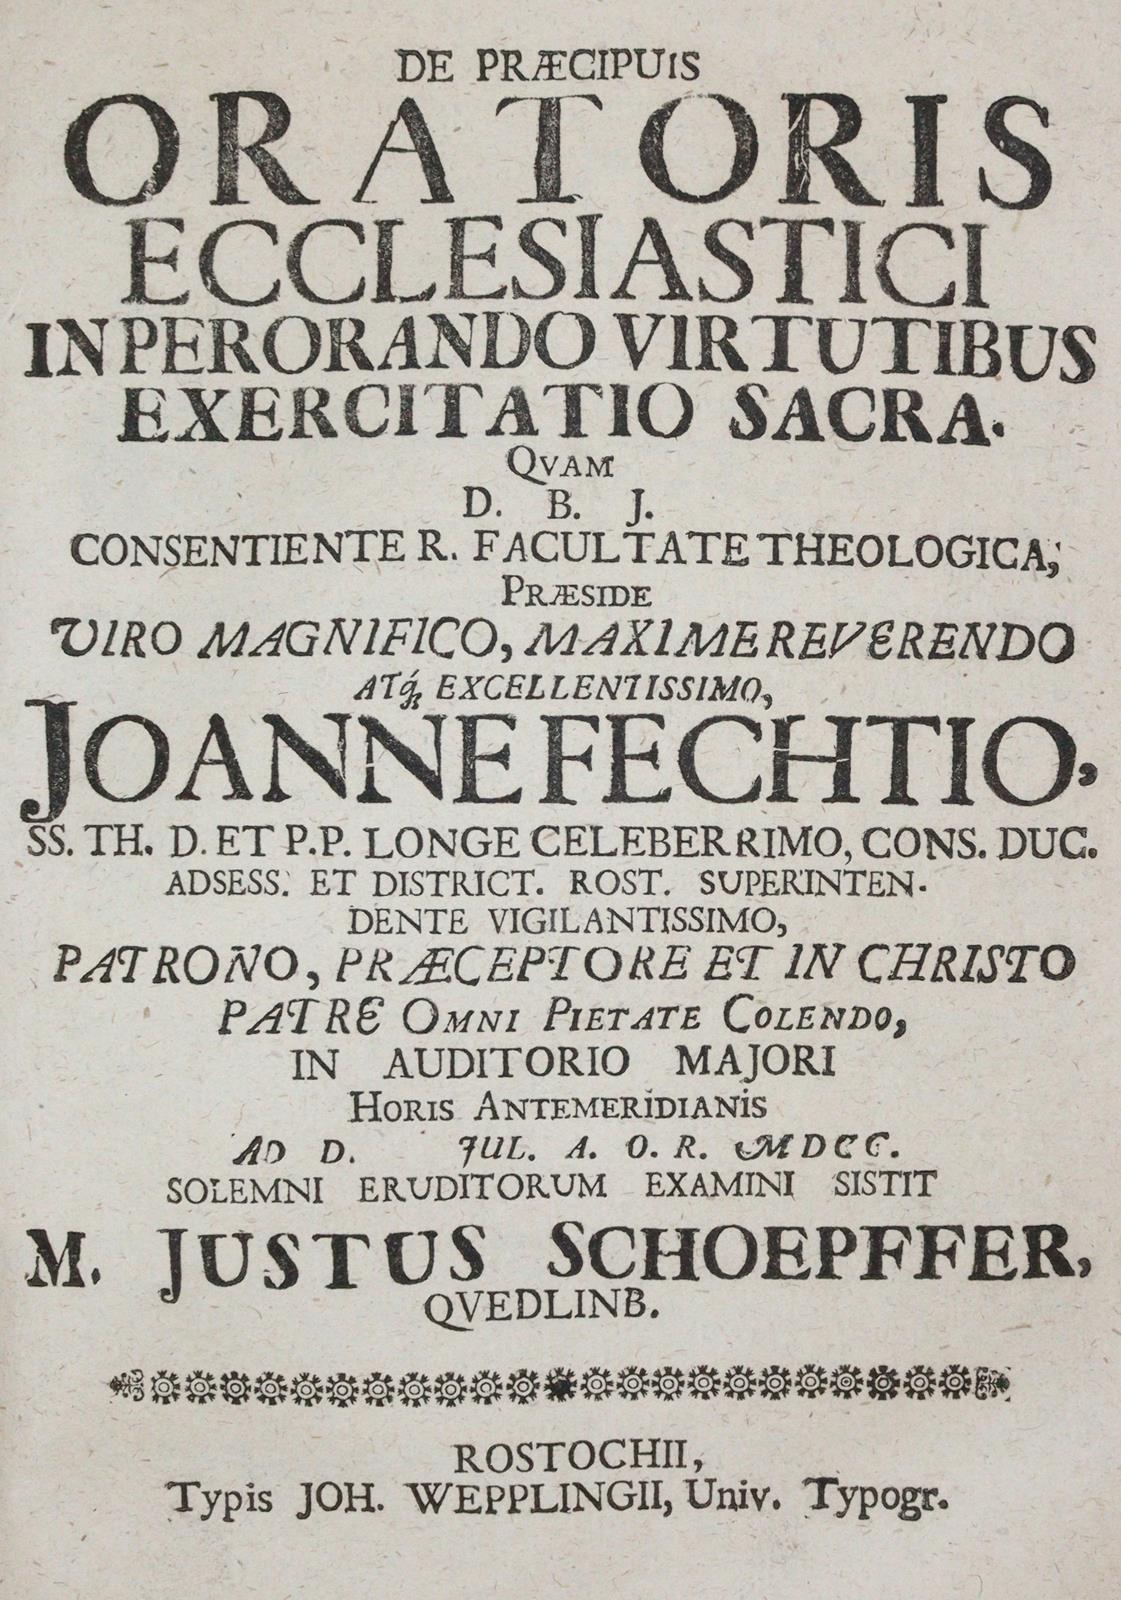 DE PRÆCIPUIS
ORATORIS
ECCLESIASTICI
IN PERORANDO VIRTUTIBUS
EXERCITATIO SACRA.
QVAM
D. B. J.
CONSENTIENTE R. FACULTATE THEOLOGICA,
PRÆSIDE
VIRO MAGNIFICO, MAXIME REVERENDO
ATq́; EXCELLENTISSIMO,
JOANNE FECHTIO,
SS. TH. D. ET P.P. LONGE CELEBERRIMO, CONS. DUC.
ADSESS. ET DISTRICT. ROST. SUPERINTEN-
DENTE VIGILANTISSIMO,
PATRONO, PRÆCEPTORE ET IN CHRISTO
PATRE OMNI PIETATE COLENDO,
IN AUDITORIO MAJORI
HORIS ANTEMERIDIANIS
AD D. JUL. A. O. R. MDCC.
SOLEMNI ERUDITORUM EXAMINI SISTIT
M. JUSTUS SCHOEPFFER,
QVEDLINB.
ROSTOCHII,
Typis JOH. WEPPLINGII, Univ. Typogr.